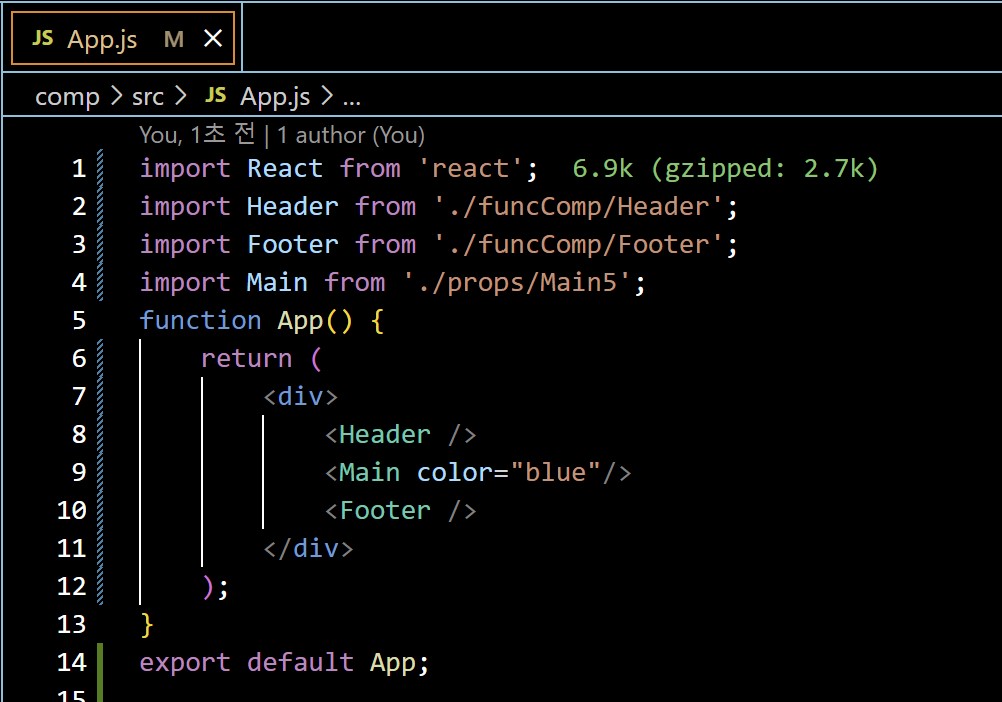 JS App.js M ×
comp > src > JS App.js > ...
You, 1초 전 | 1 author (You)
1 import React from 'react'; 6.9k (gzipped: 2.7k)
2 import Header from './funcComp/Header';
3 import Footer from './funcComp/Footer';
4 import Main from './props/Main5';
5 function App() {
6     return (
7         <div>
8             <Header />
9             <Main color="blue"/>
10             <Footer />
11         </div>
12     );
13 }
14 export default App;
15